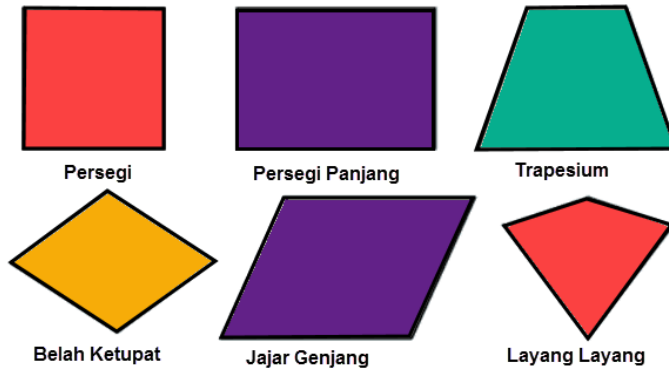 Persegi
Persegi Panjang
Trapesium
Belah Ketupat
Jajar Genjang
Layang Layang